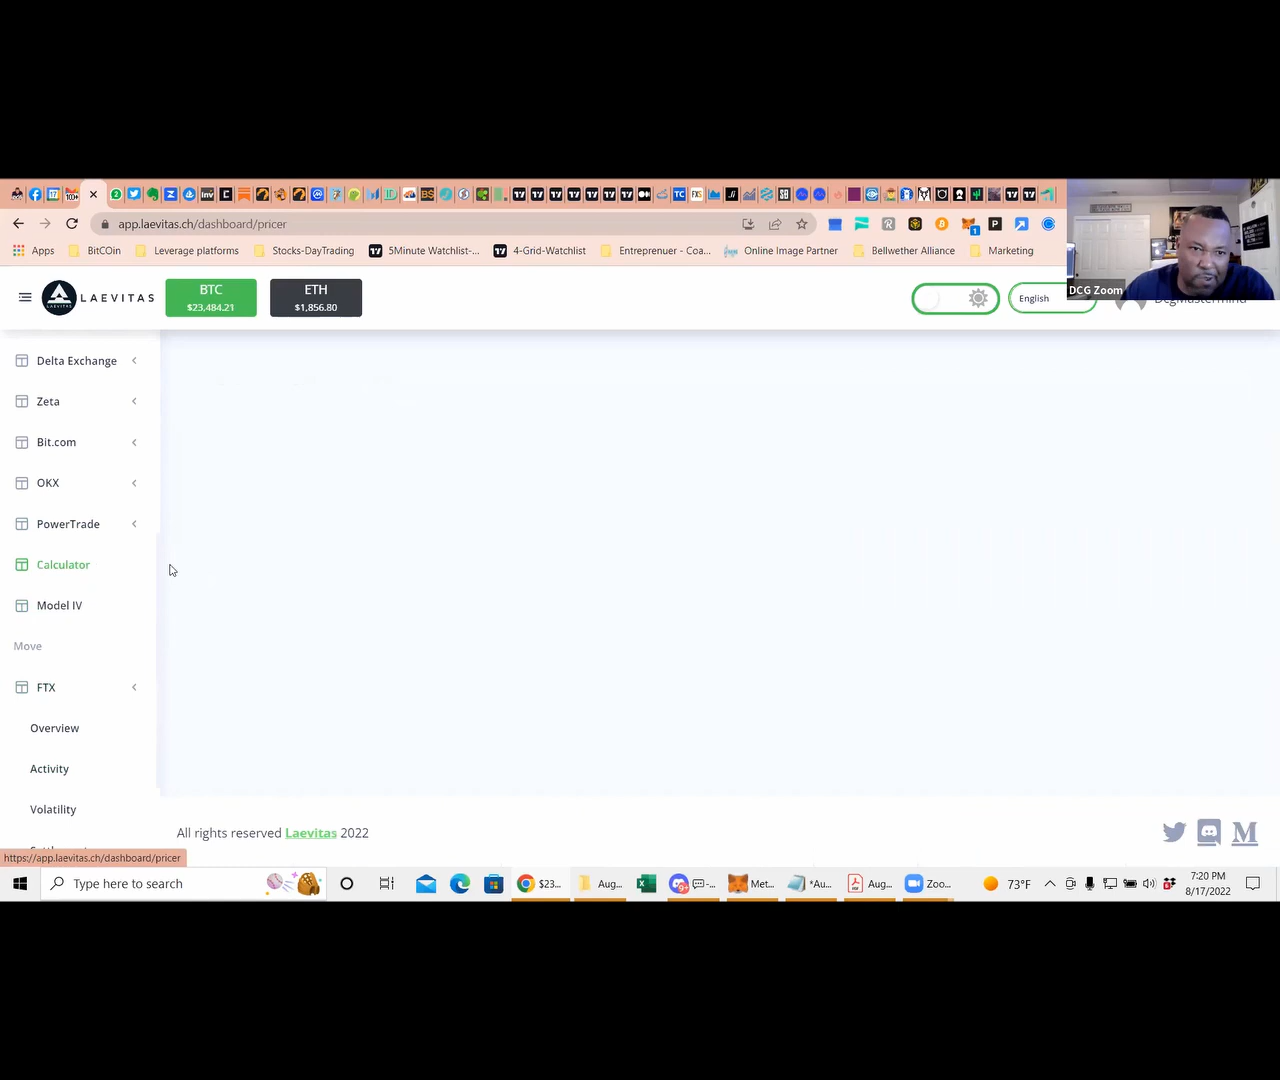 app.laevitas.ch/dashboard/pricer
Apps
BitCOin
Leverage platforms
Stocks-DayTrading
5Minute Watchlist-...
4-Grid-Watchlist
Entreprenuer - Coa...
Online Image Partner
Bellwether Alliance
Marketing
DCG Zoom
LAEVITAS
BTC
$23,484.21
ETH
$1,856.80
English
DcgMastermind
Delta Exchange
Zeta
Bit.com
OKX
PowerTrade
Calculator
Model IV
Move
FTX
Overview
Activity
Volatility
All rights reserved Laevitas 2022
https://app.laevitas.ch/dashboard/pricer
Type here to search
$23...
Aug...
Met...
*Au...
Aug...
Zoo...
73°F
7:20 PM
8/17/2022